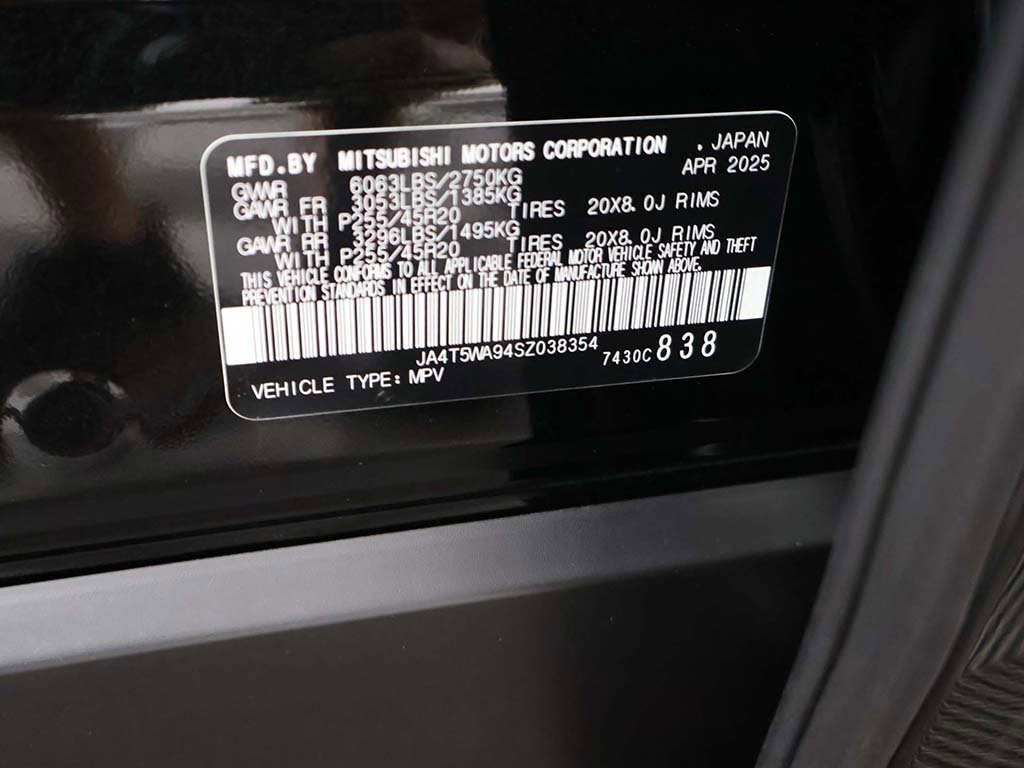 MFD.BY MITSUBISHI MOTORS CORPORATION . JAPAN
APR 2025
GVWR 6063LBS/2750KG
GAWR FR 3053LBS/1385KG
WITH P255/45R20 TIRES 20X8.0J RIMS
GAWR RR 3296LBS/1495KG
WITH P255/45R20 TIRES 20X8.0J RIMS
THIS VEHICLE CONFORMS TO ALL APPLICABLE FEDERAL MOTOR VEHICLE SAFETY AND THEFT
PREVENTION STANDARDS IN EFFECT ON THE DATE OF MANUFACTURE SHOWN ABOVE.
JA4T5WA94SZ038354 7430C 838
VEHICLE TYPE: MPV